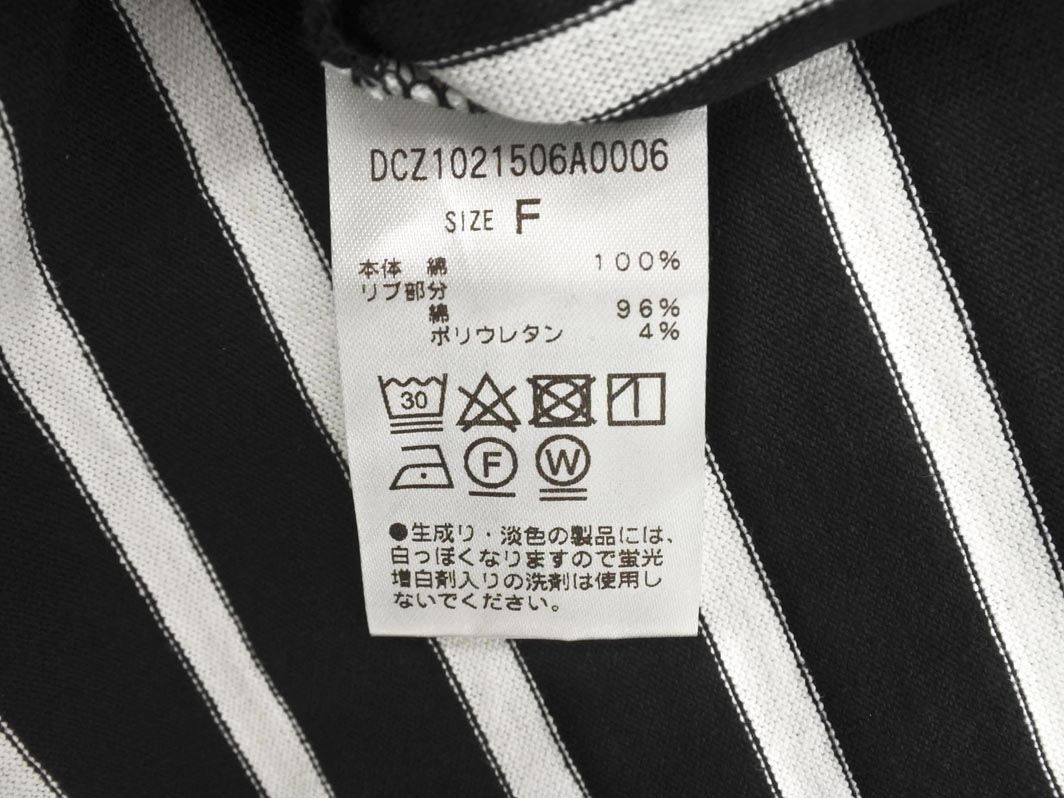 DCZ1021506A0006
SIZE F
本体 綿 100%
リブ部分
綿 96%
ポリウレタン 4%
30
F W
●生成り・淡色の製品には、
白っぽくなりますので蛍光
増白剤入りの洗剤は使用し
ないでください。